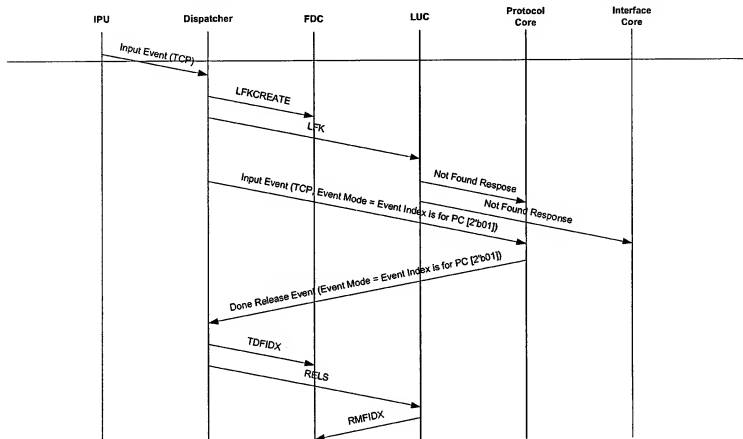 IPU
Dispatcher
FDC
LUC
Protocol
Core
Interface
Core
Input Event (TCP)
LFKCREATE
LFK
Not Found Respose
Not Found Response
Input Event (TCP, Event Mode = Event Index is for PC [2'b01])
Done Release Event (Event Mode = Event Index is for PC [2'b01])
TDFIDX
RELS
RMFIDX